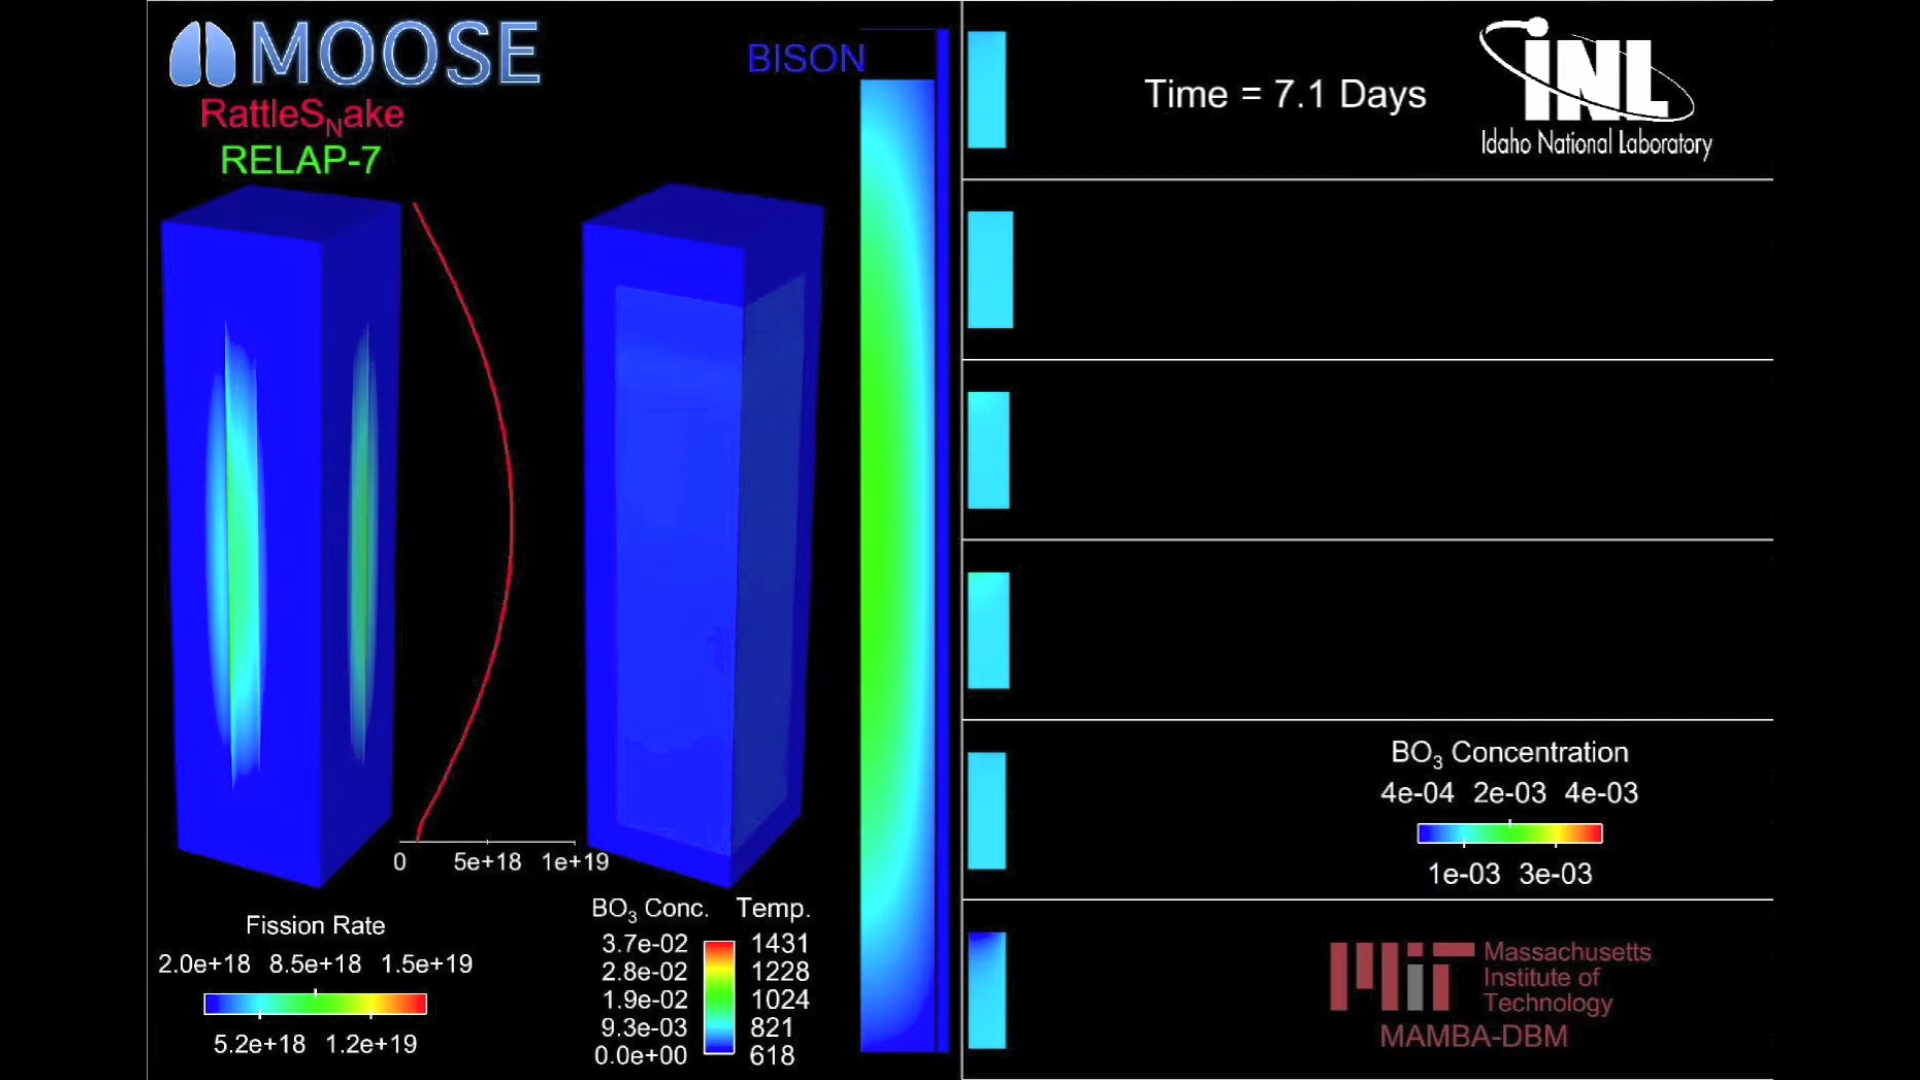 MOOSE
RattleSNake
RELAP-7
BISON
Time = 7.1 Days
INL
Idaho National Laboratory
0 5e+18 1e+19
Fission Rate
2.0e+18 8.5e+18 1.5e+19
5.2e+18 1.2e+19
BO3 Conc. Temp.
3.7e-02 1431
2.8e-02 1228
1.9e-02 1024
9.3e-03 821
0.0e+00 618
BO3 Concentration
4e-04 2e-03 4e-03
1e-03 3e-03
Massachusetts
Institute of
Technology
MAMBA-DBM